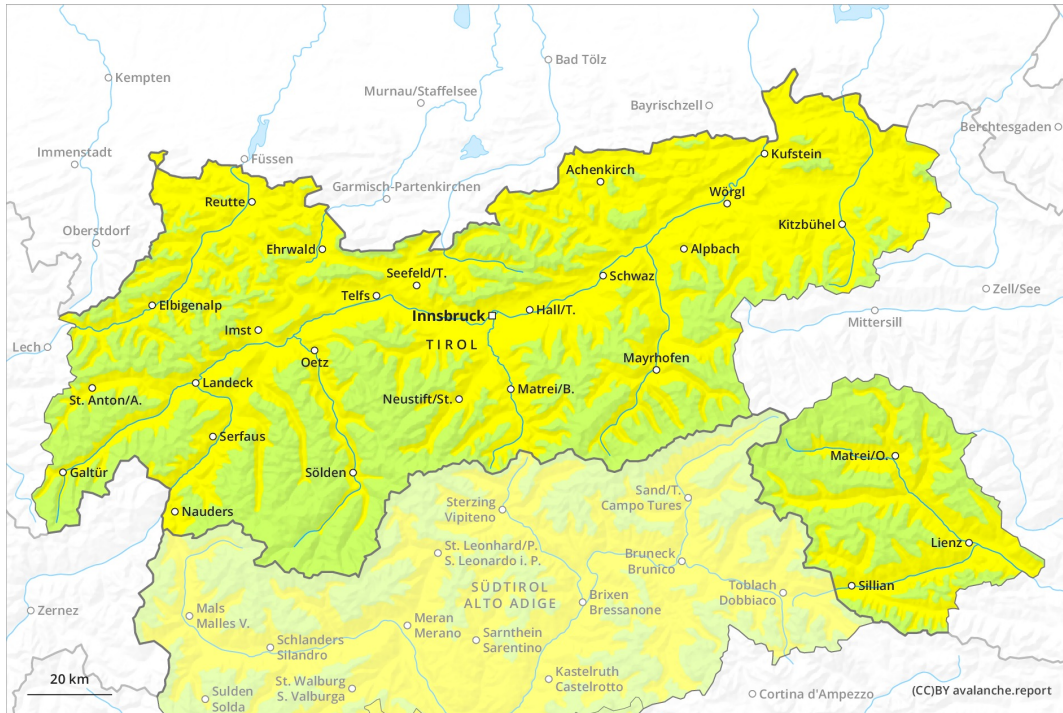 Bad Tölz
Kempten
Murnau/Staffelsee
Bayrischzell
Berchtesgaden
Immenstadt
Füssen
Kufstein
Achenkirch
Garmisch-Partenkirchen
Wörgl
Reutte
Oberstdorf
Kitzbühel
Ehrwald
Alpbach
Seefeld/T.
Schwaz
Zell/See
Telfs
Elbigenalp
Innsbruck
Hall/T.
Mittersill
Imst
TIROL
Lech
Oetz
Mayrhofen
Landeck
St. Anton/A.
Matrei/B.
Neustift/St.
Serfaus
Matrei/O.
Galtür
Sölden
Sand/T.
Campo Tures
Sterzing
Vipiteno
Nauders
Lienz
St. Leonhard/P.
S. Leonardo i. P.
Bruneck
Brunico
SÜDTIROL
ALTO ADIGE
Toblach
Dobbiaco
Sillian
Brixen
Bressanone
Zernez
Mals
Malles V.
Meran
Merano
Sarnthein
Sarentino
Schlanders
Silandro
Kastelruth
Castelrotto
St. Walburg
S. Valburga
20 km
Sulden
Solda
Cortina d'Ampezzo
(CC)BY avalanche.report